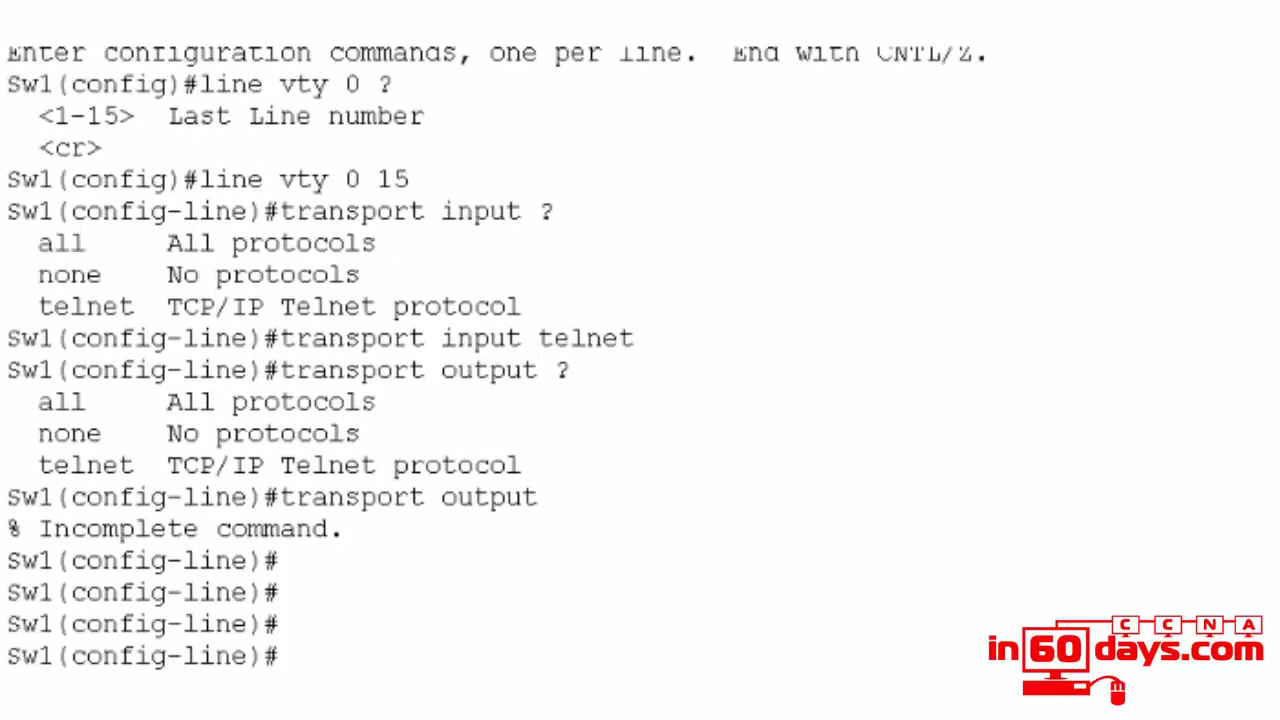 Enter configuration commands, one per line.  End with CNTL/Z.
Sw1(config)#line vty 0 ?
  <1-15>  Last Line number
  <cr>
Sw1(config)#line vty 0 15
Sw1(config-line)#transport input ?
  all     All protocols
  none    No protocols
  telnet  TCP/IP Telnet protocol
Sw1(config-line)#transport input telnet
Sw1(config-line)#transport output ?
  all     All protocols
  none    No protocols
  telnet  TCP/IP Telnet protocol
Sw1(config-line)#transport output
% Incomplete command.
Sw1(config-line)#
Sw1(config-line)#
Sw1(config-line)#
Sw1(config-line)#
CCNA
in60days.com